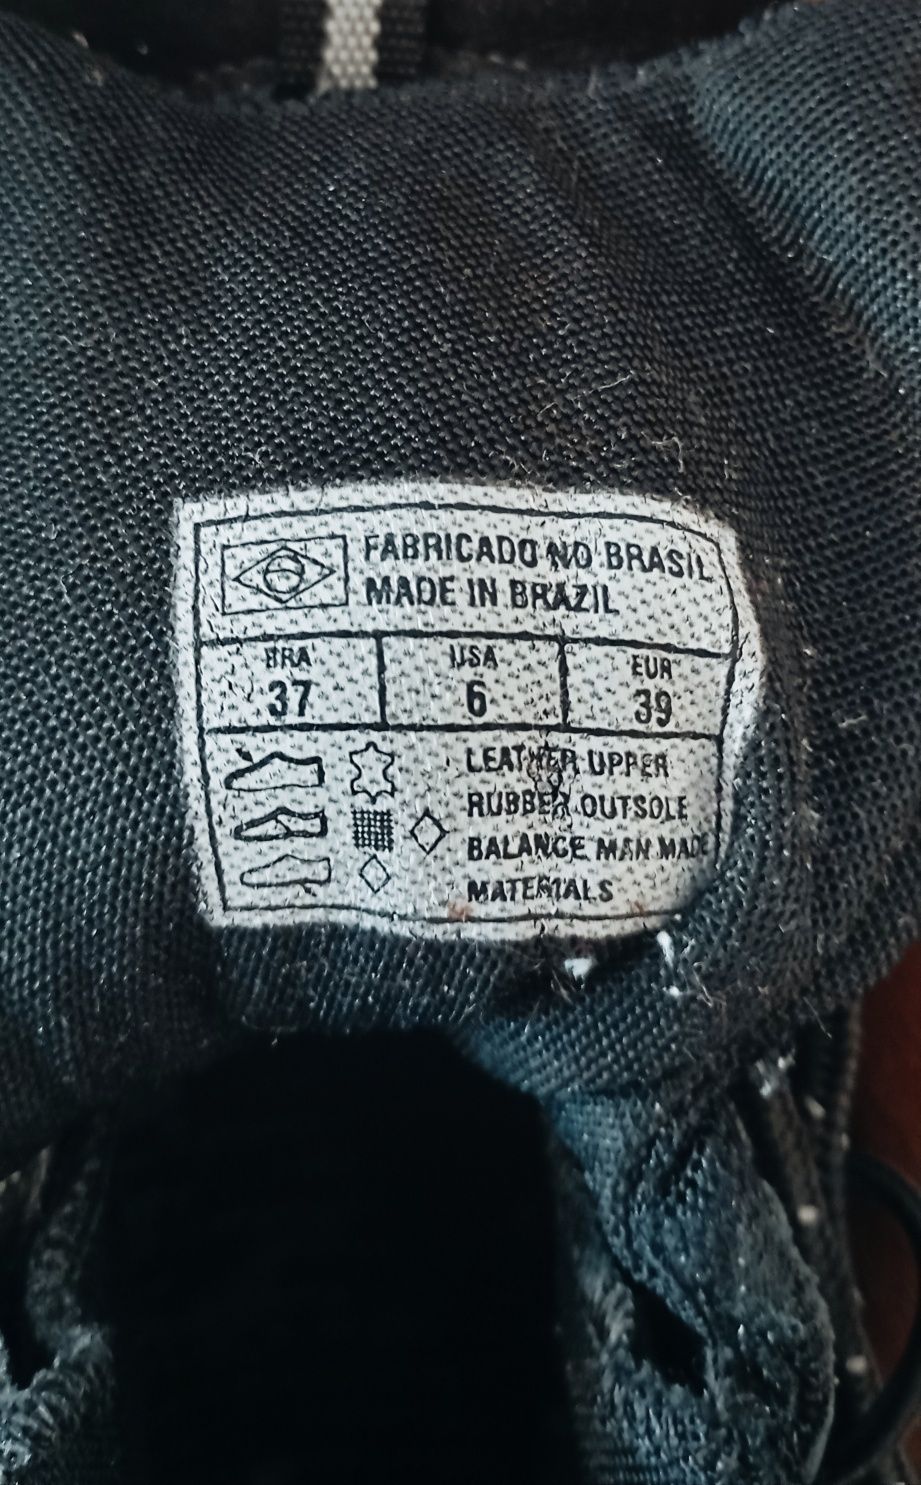 FABRICADO NO BRASIL
MADE IN BRAZIL
BRA USA EUR
37 6 39
LEATHER UPPER
RUBBER OUTSOLE
BALANCE MAN MADE
MATERIALS